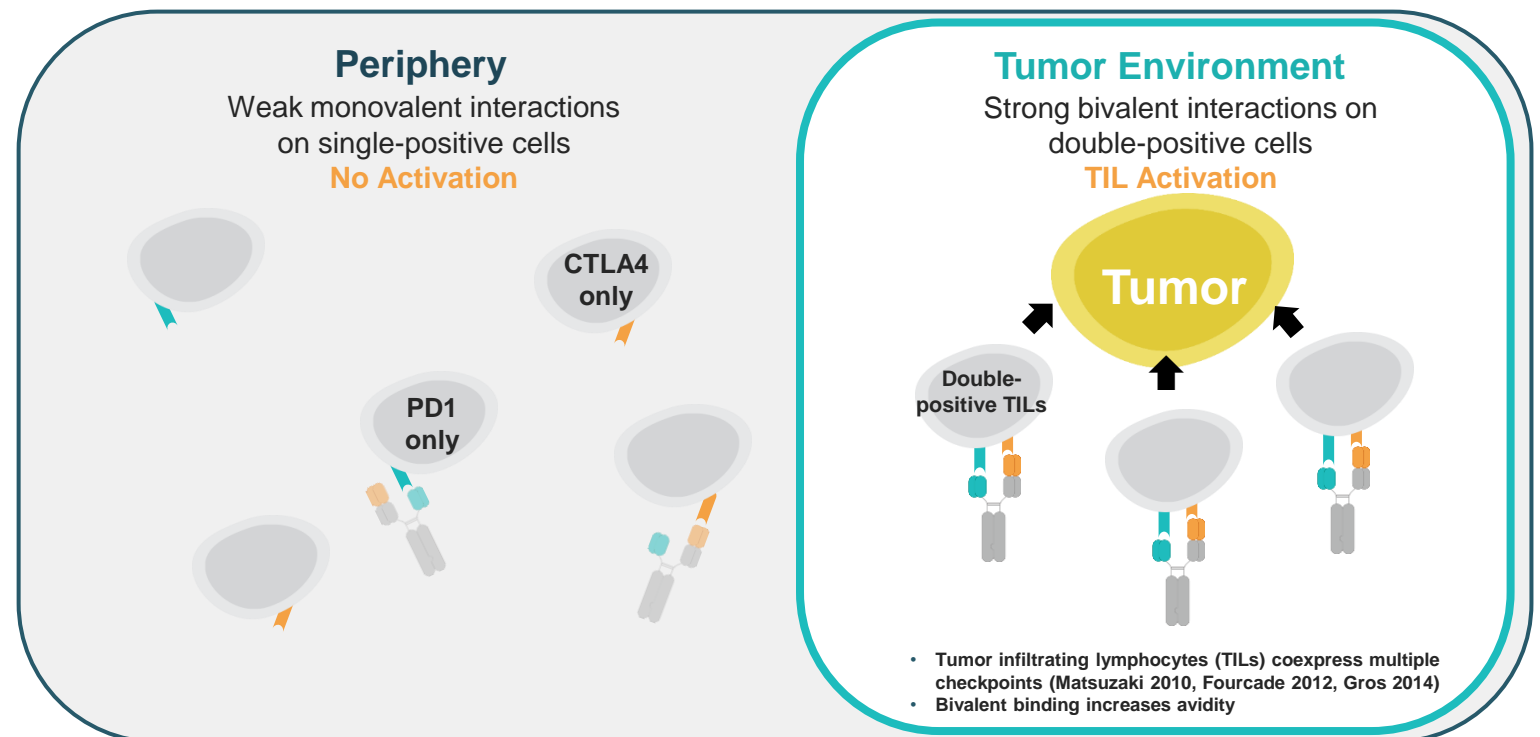 Periphery
Weak monovalent interactions
on single-positive cells
No Activation
CTLA4
only
PD1
only
Tumor Environment
Strong bivalent interactions on
double-positive cells
TIL Activation
Tumor
Double-
positive TILs
• Tumor infiltrating lymphocytes (TILs) coexpress multiple
checkpoints (Matsuzaki 2010, Fourcade 2012, Gros 2014)
• Bivalent binding increases avidity